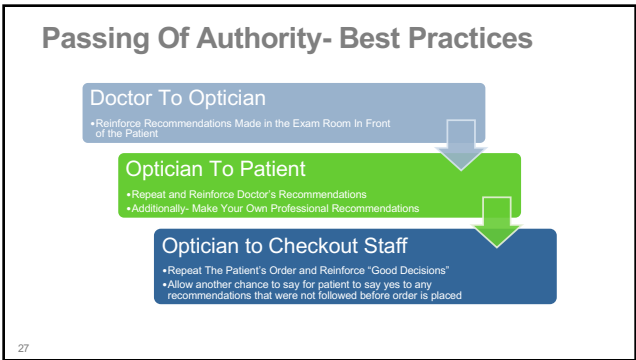 Passing Of Authority- Best Practices
Doctor To Optician
•Reinforce Recommendations Made in the Exam Room In Front
of the Patient
Optician To Patient
•Repeat and Reinforce Doctor's Recommendations
•Additionally- Make Your Own Professional Recommendations
Optician to Checkout Staff
•Repeat The Patient's Order and Reinforce "Good Decisions"
•Allow another chance to say for patient to say yes to any
recommendations that were not followed before order is placed
27